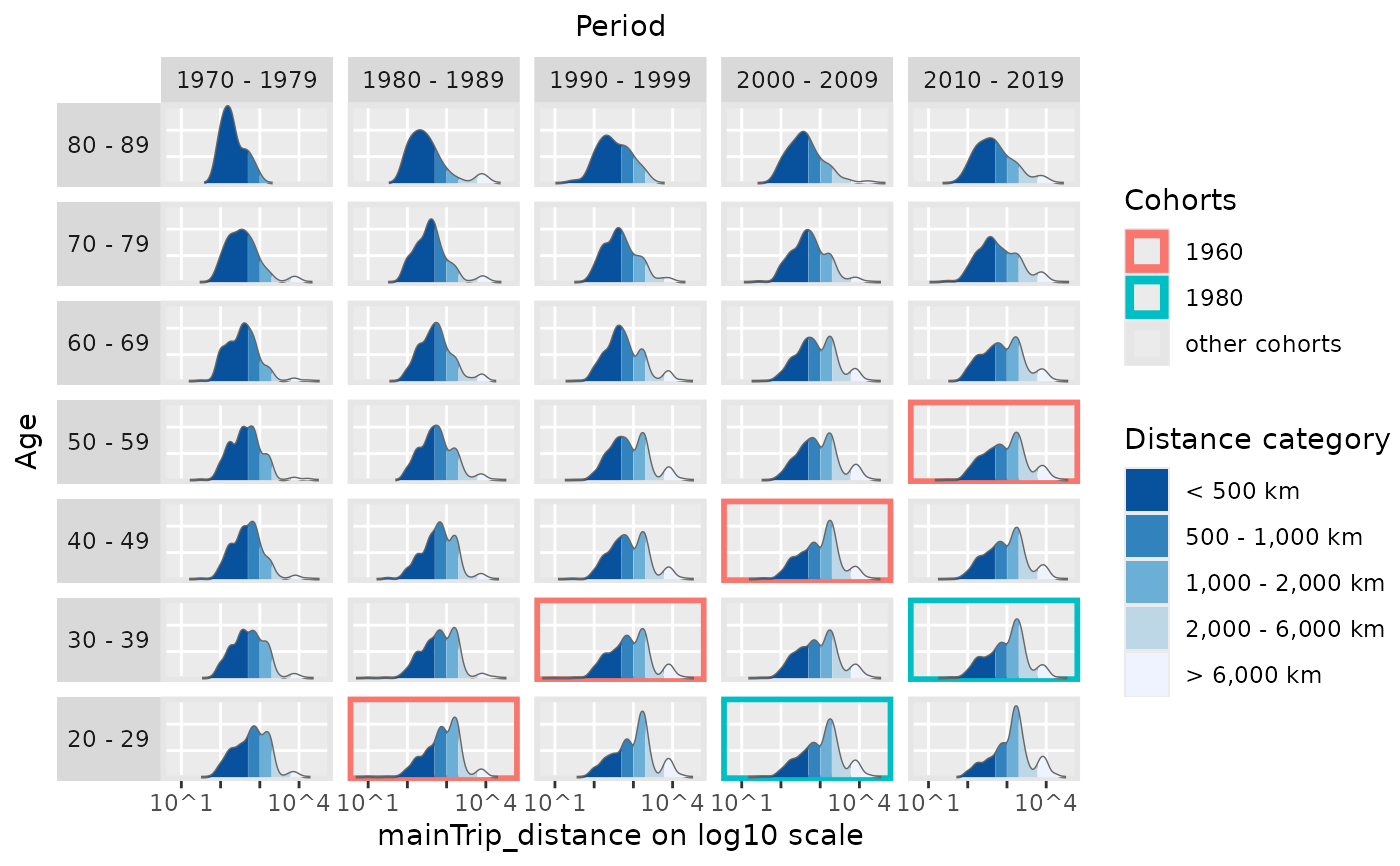 Period
1970 - 1979
1980 - 1989
1990 - 1999
2000 - 2009
2010 - 2019
80 - 89
70 - 79
60 - 69
50 - 59
40 - 49
30 - 39
20 - 29
Age
10^1
10^4
10^1
10^4
10^1
10^4
10^1
10^4
10^1
10^4
mainTrip_distance on log10 scale
Cohorts
1960
1980
other cohorts
Distance category
< 500 km
500 - 1,000 km
1,000 - 2,000 km
2,000 - 6,000 km
> 6,000 km